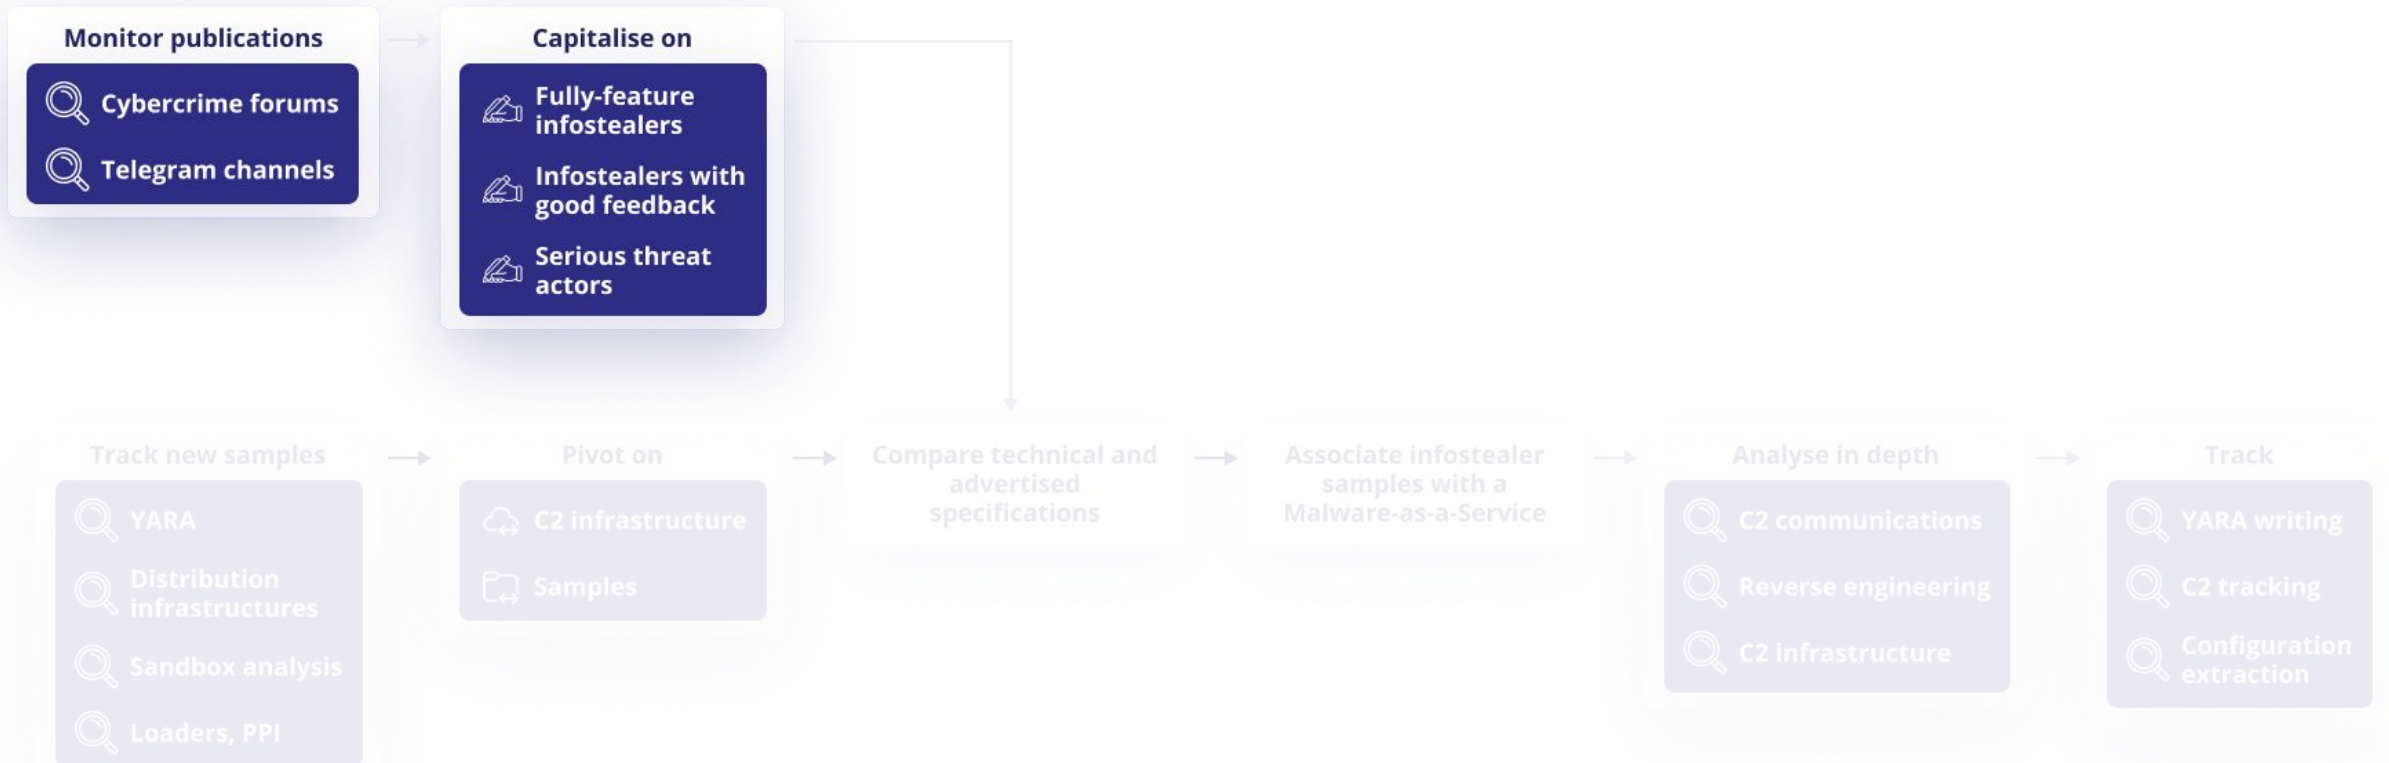 Monitor publications
Cybercrime forums
Telegram channels
Capitalise on
Fully-feature
infostealers
Infostealers with
good feedback
Serious threat
actors
Track new samples
YARA
Distribution
infrastructures
Sandbox analysis
Loaders, PPI
Pivot on
C2 infrastructure
Samples
Compare technical and
advertised
specifications
Associate infostealer
samples with a
Malware-as-a-Service
Analyse in depth
C2 communications
Reverse engineering
C2 infrastructure
Track
YARA writing
C2 tracking
Configuration
extraction